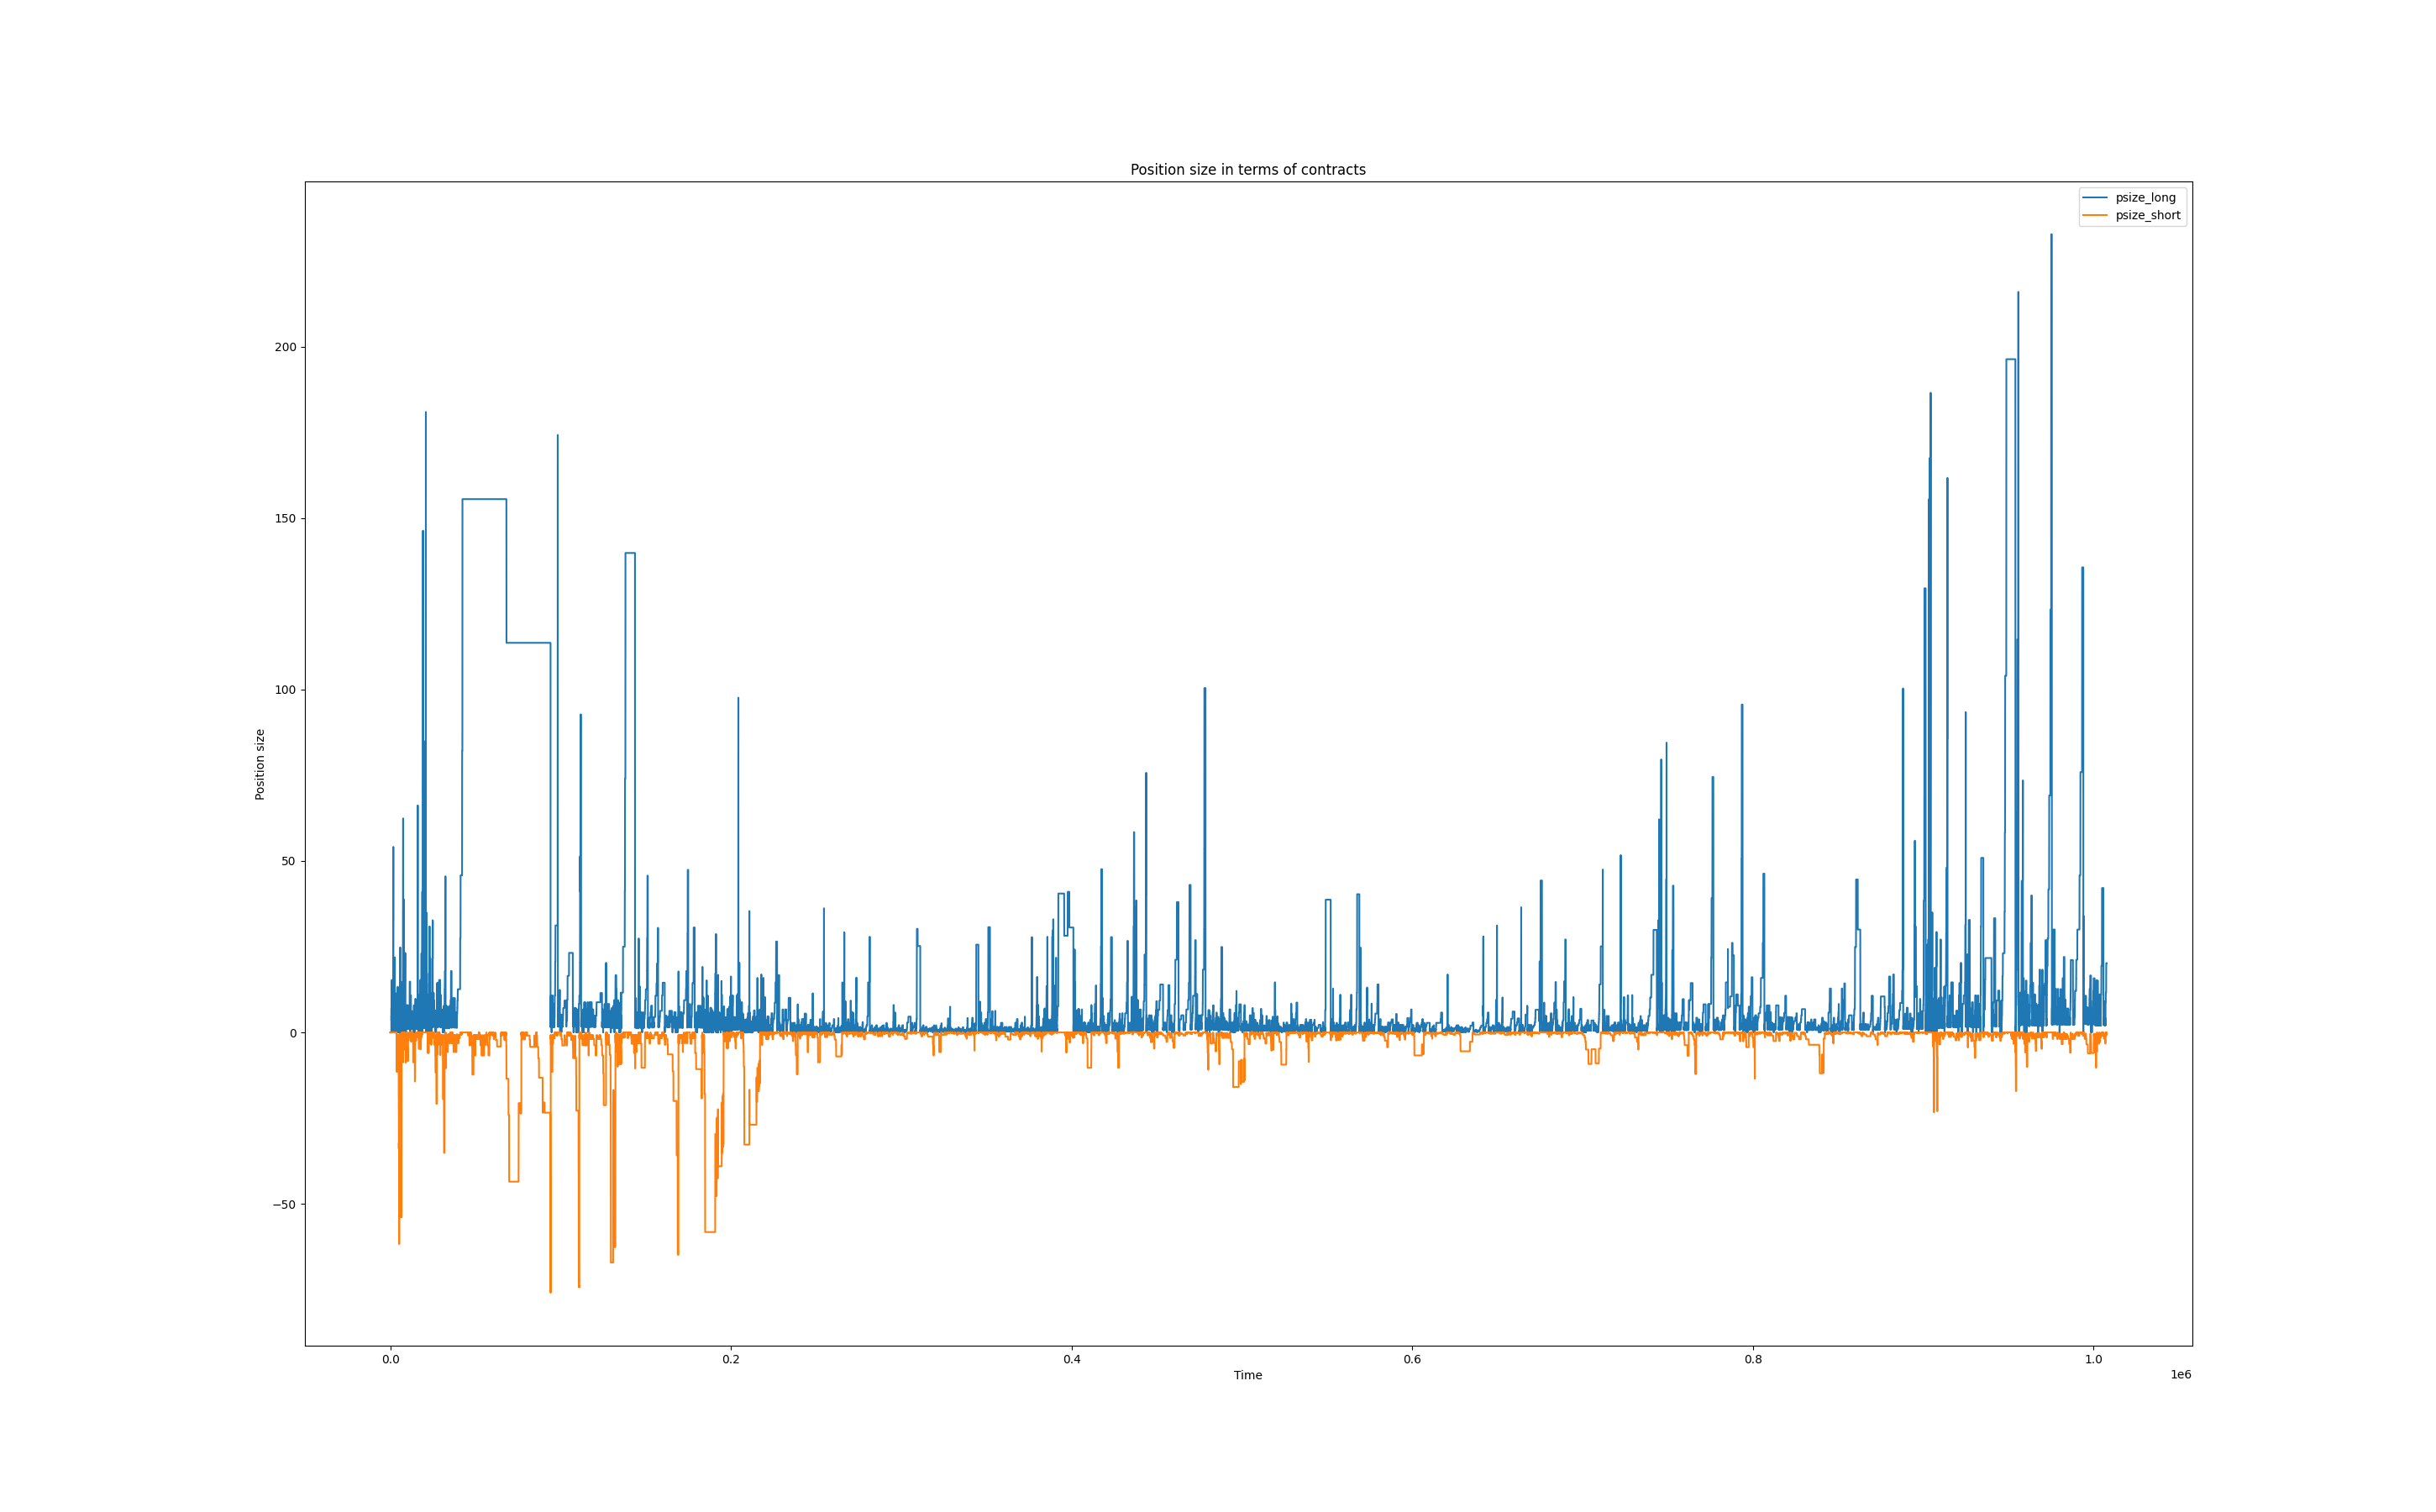 Position size in terms of contracts
psize_long
psize_short
Position size
200
150
100
50
0
−50
0.0
0.2
0.4
0.6
0.8
1.0
Time
1e6